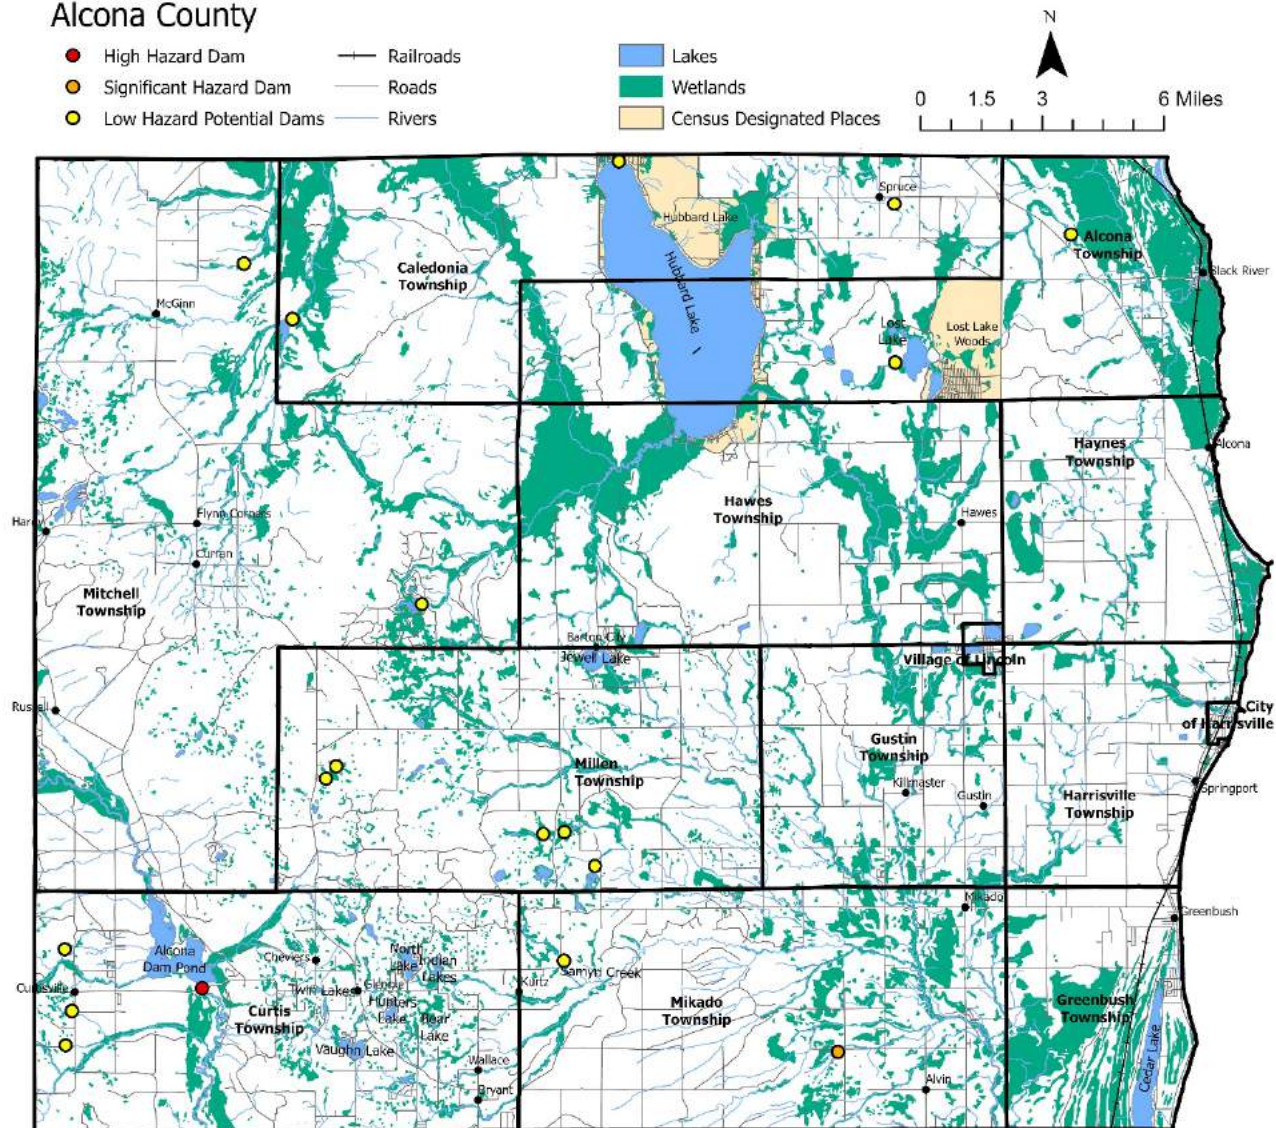 Alcona County
High Hazard Dam
Significant Hazard Dam
Low Hazard Potential Dams
Railroads
Roads
Rivers
Lakes
Wetlands
Census Designated Places
N
0 1.5 3 6 Miles
Spruce
Hubbard Lake
Alcona
Township
Black River
Caledonia
Township
McGinn
Hubbard Lake
Lost
Lake
Lost Lake
Woods
Haynes
Township
Alcona
Hawes
Township
Hawes
Flynn Corners
Curran
Mitchell
Township
Barton City
Jewell Lake
Village of Lincoln
City
of Harrisville
Gustin
Township
Millen
Township
Killmaster
Gustin
Springport
Harrisville
Township
Mikado
Greenbush
Alcona
Dam Pond
Cheviers
North
Lake
Indian
Lakes
Samyn Creek
Kurtz
Curtisville
Twin Lakes
Glennie
Hunters
Lake
Bear
Lake
Curtis
Township
Mikado
Township
Greenbush
Township
Vaughn Lake
Cedar Lake
Wallace
Bryant
Alvin